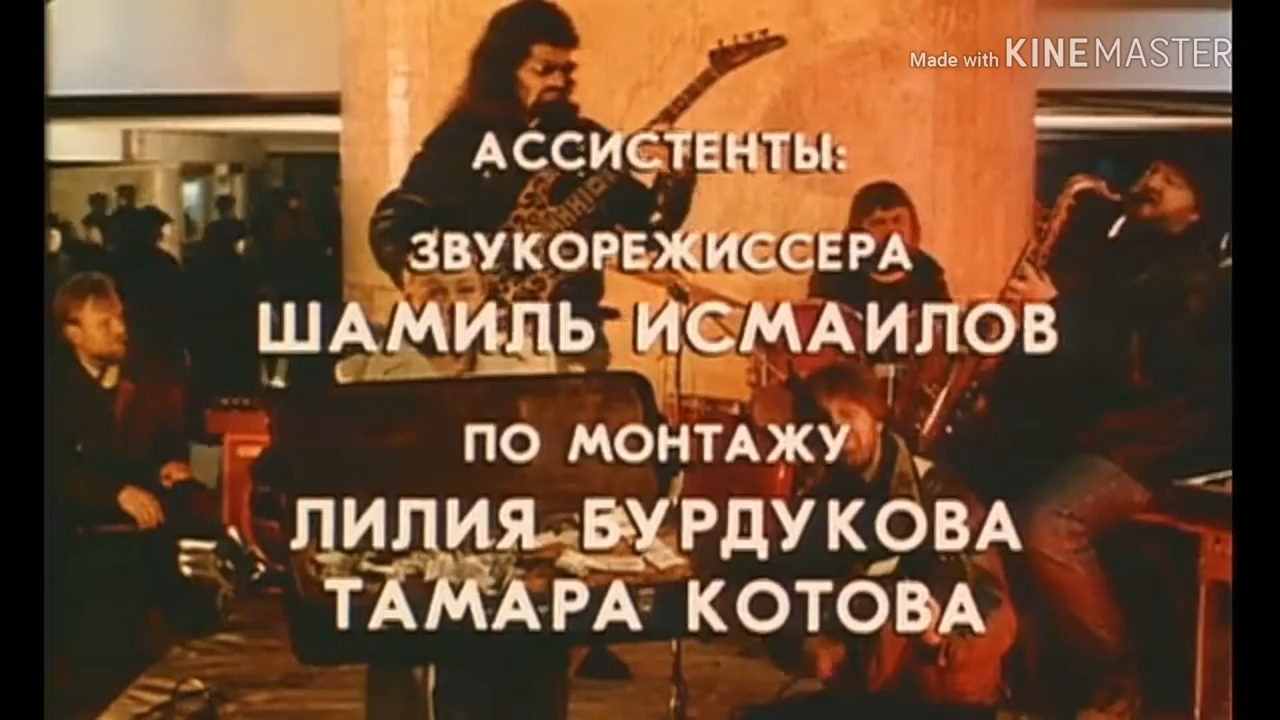 Made with KINEMASTER
АССИСТЕНТЫ:
ЗВУКОРЕЖИССЕРА
ШАМИЛЬ ИСМАИЛОВ
ПО МОНТАЖУ
ЛИЛИЯ БУРДУКОВА
ТАМАРА КОТОВА